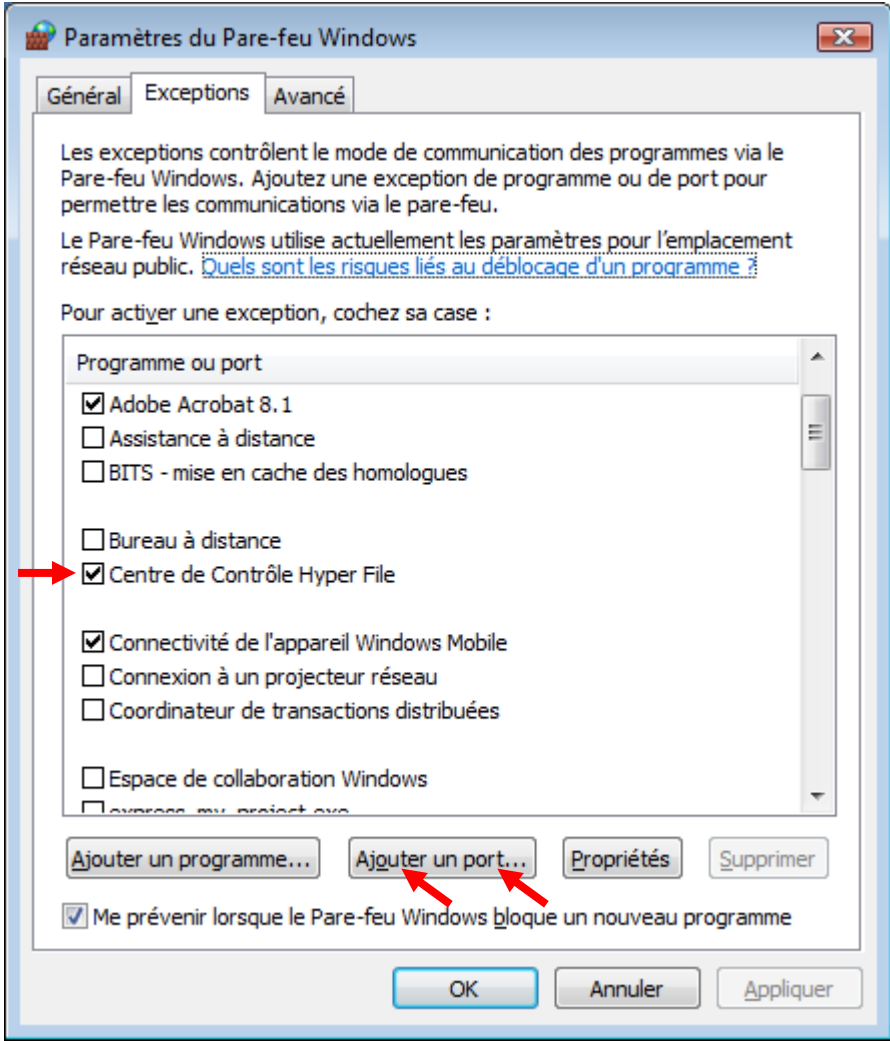 Paramètres du Pare-feu Windows
Général
Exceptions
Avancé
Les exceptions contrôlent le mode de communication des programmes via le
Pare-feu Windows. Ajoutez une exception de programme ou de port pour
permettre les communications via le pare-feu.
Le Pare-feu Windows utilise actuellement les paramètres pour l'emplacement
réseau public. Quels sont les risques liés au déblocage d'un programme ?
Pour activer une exception, cochez sa case :
Programme ou port
Adobe Acrobat 8.1
Assistance à distance
BITS - mise en cache des homologues
Bureau à distance
Centre de Contrôle Hyper File
Connectivité de l'appareil Windows Mobile
Connexion à un projecteur réseau
Coordinateur de transactions distribuées
Espace de collaboration Windows
Ajouter un programme...
Ajouter un port...
Propriétés
Supprimer
Me prévenir lorsque le Pare-feu Windows bloque un nouveau programme
OK
Annuler
Appliquer